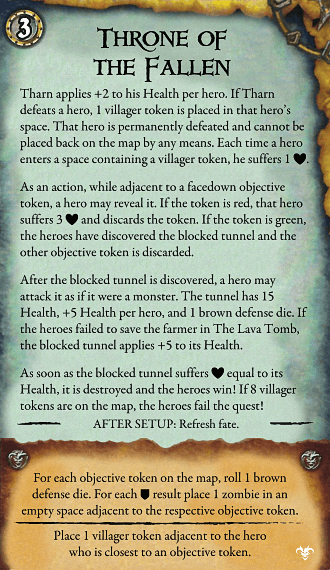 3
THRONE OF
THE FALLEN
Tharn applies +2 to his Health per hero. If Tharn
defeats a hero, 1 villager token is placed in that hero's
space. That hero is permanently defeated and cannot be
placed back on the map by any means. Each time a hero
enters a space containing a villager token, he suffers 1 ♥.
As an action, while adjacent to a facedown objective
token, a hero may reveal it. If the token is red, that hero
suffers 3 ♥ and discards the token. If the token is green,
the heroes have discovered the blocked tunnel and the
other objective token is discarded.
After the blocked tunnel is discovered, a hero may
attack it as if it were a monster. The tunnel has 15
Health, +5 Health per hero, and 1 brown defense die. If
the heroes failed to save the farmer in The Lava Tomb,
the blocked tunnel applies +5 to its Health.
As soon as the blocked tunnel suffers ♥ equal to its
Health, it is destroyed and the heroes win! If 8 villager
tokens are on the map, the heroes fail the quest!
AFTER SETUP: Refresh fate.
For each objective token on the map, roll 1 brown
defense die. For each result place 1 zombie in an
empty space adjacent to the respective objective token.
Place 1 villager token adjacent to the hero
who is closest to an objective token.